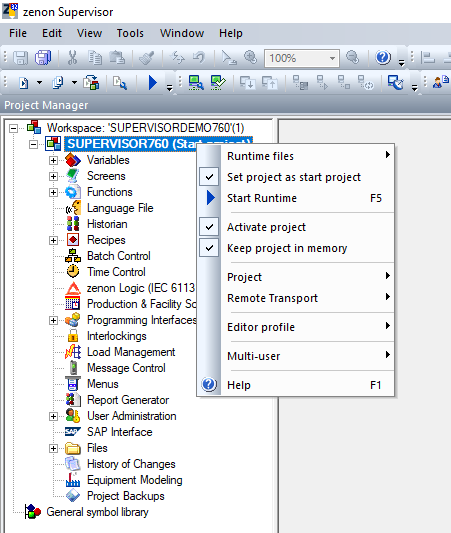 zenon Supervisor
File Edit View Tools Window Help
100%
Project Manager
Workspace: 'SUPERVISORDEMO760'(1)
SUPERVISOR760 (Start project)
Variables
Screens
Functions
Language File
Historian
Recipes
Batch Control
Time Control
zenon Logic (IEC 6113
Production & Facility Sc
Programming Interfaces
Interlockings
Load Management
Message Control
Menus
Report Generator
User Administration
SAP Interface
Files
History of Changes
Equipment Modeling
Project Backups
General symbol library
Runtime files
Set project as start project
Start Runtime F5
Activate project
Keep project in memory
Project
Remote Transport
Editor profile
Multi-user
Help F1